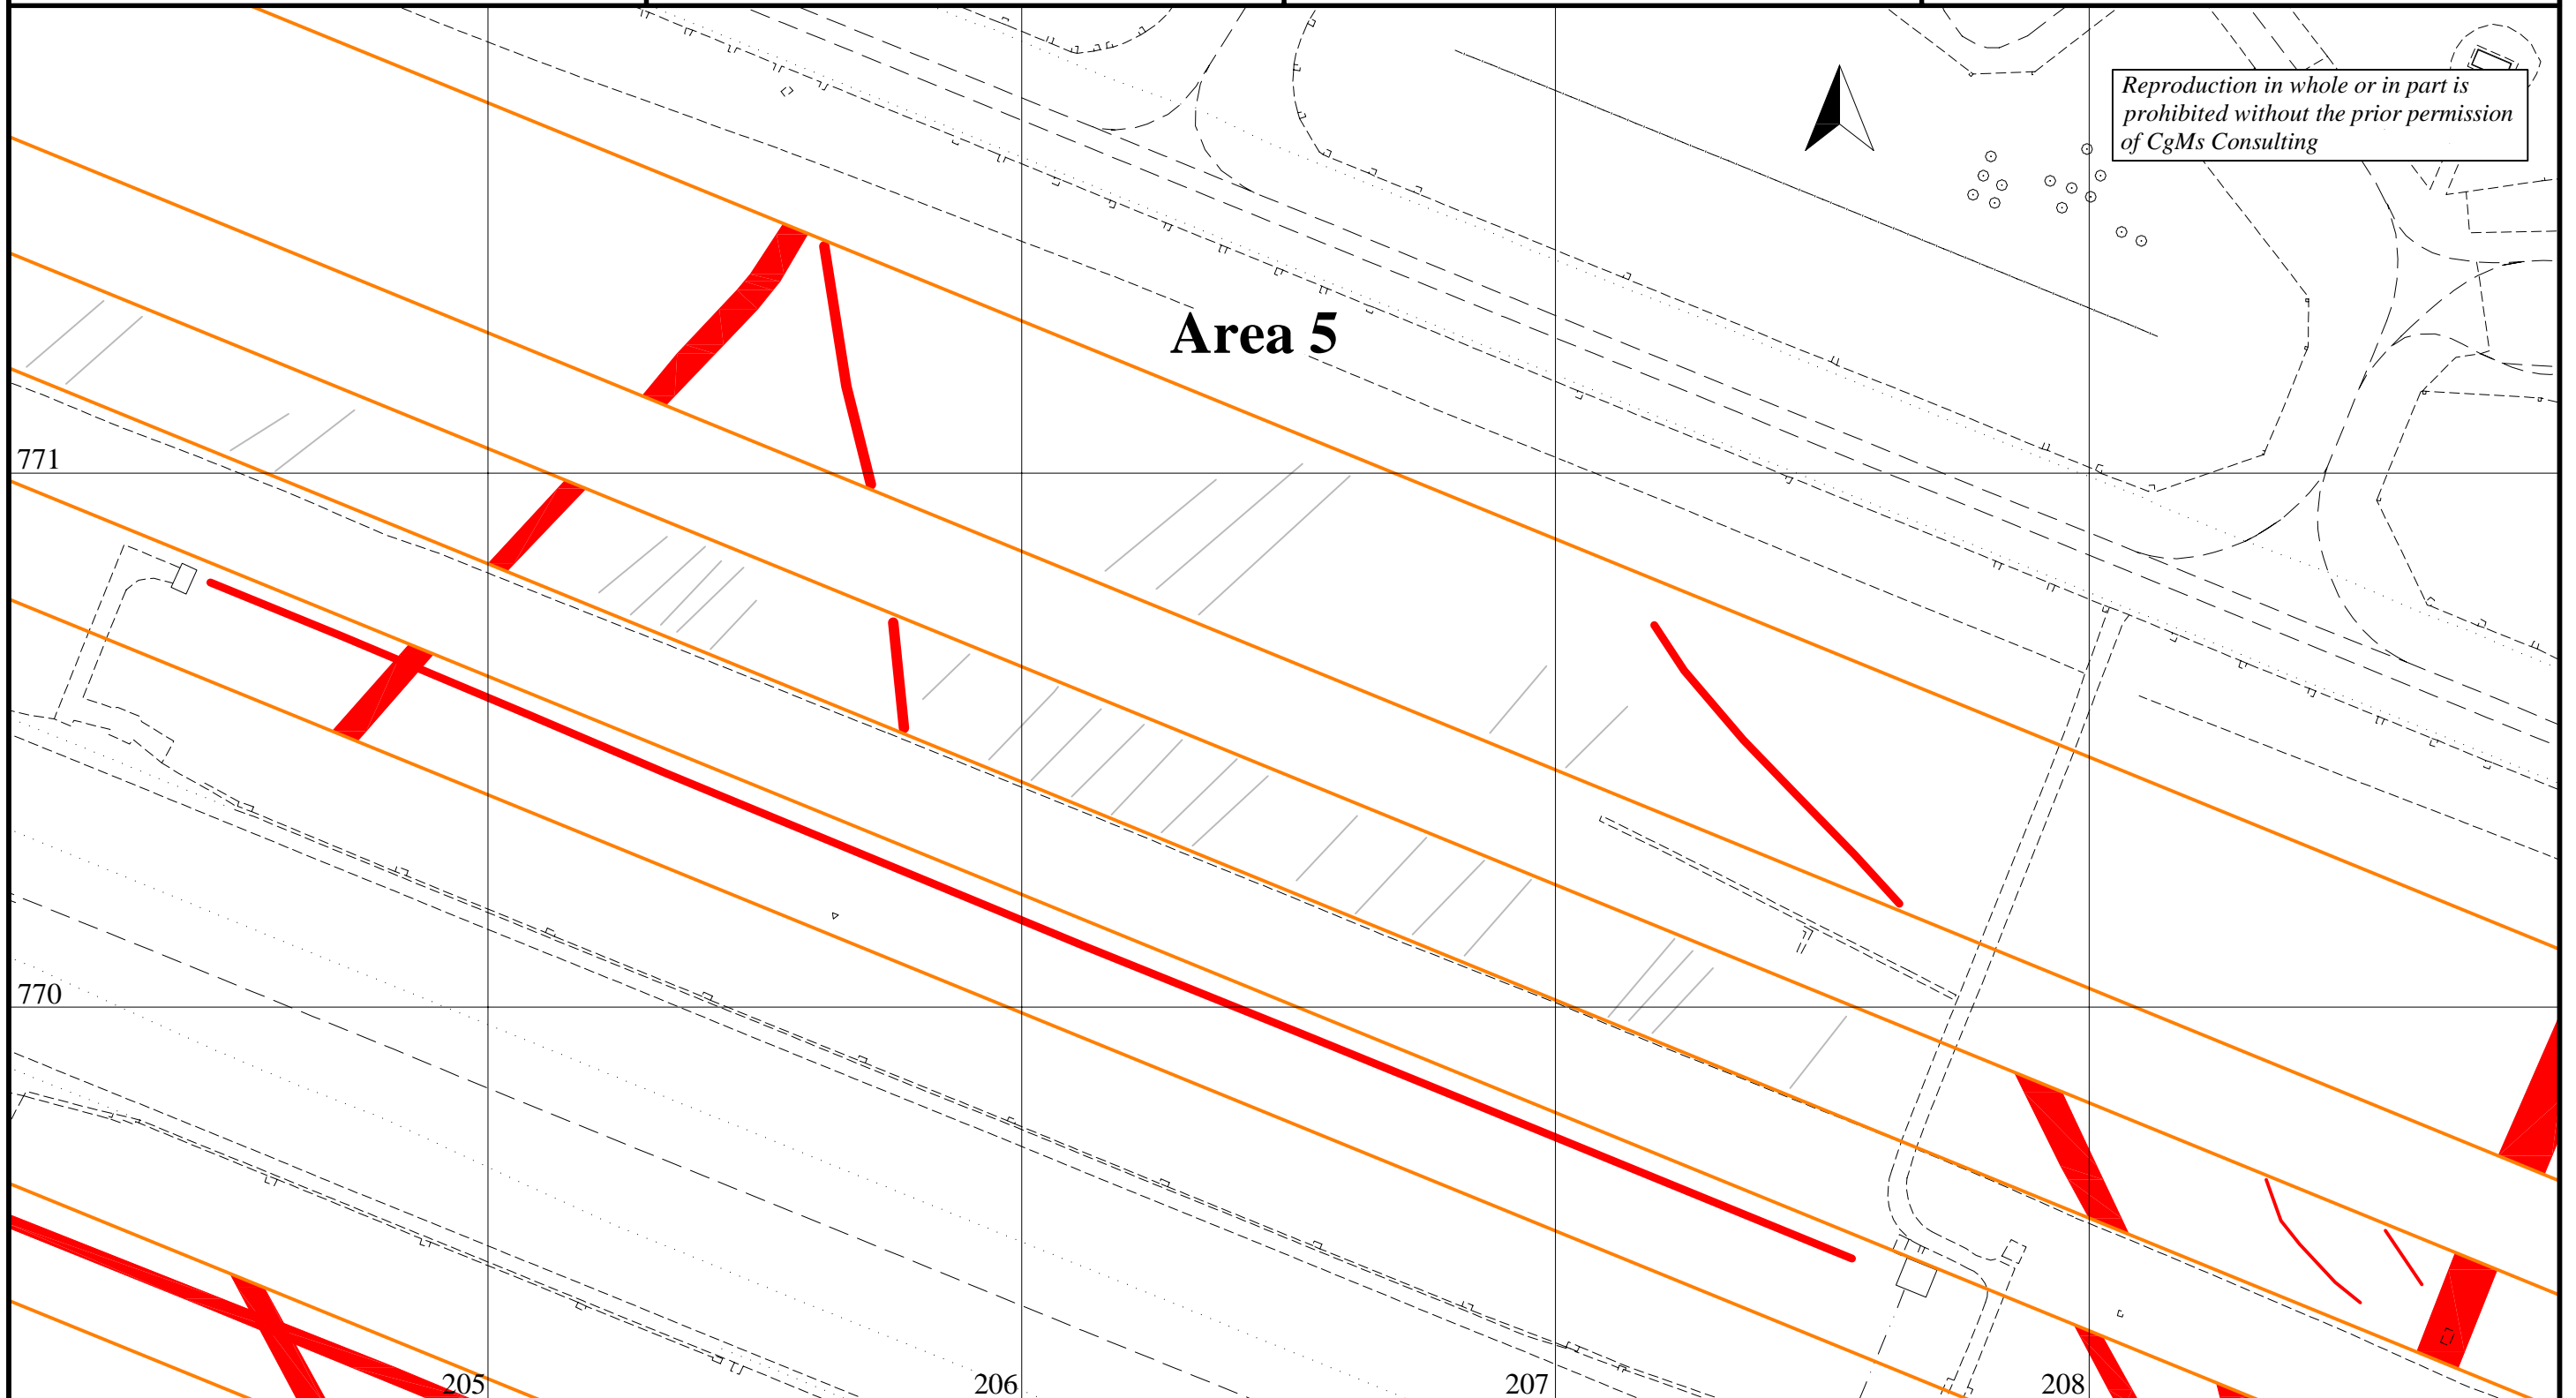 Reproduction in whole or in part is
prohibited without the prior permission
of CgMs Consulting
Area 5
771
770
205
206
207
208